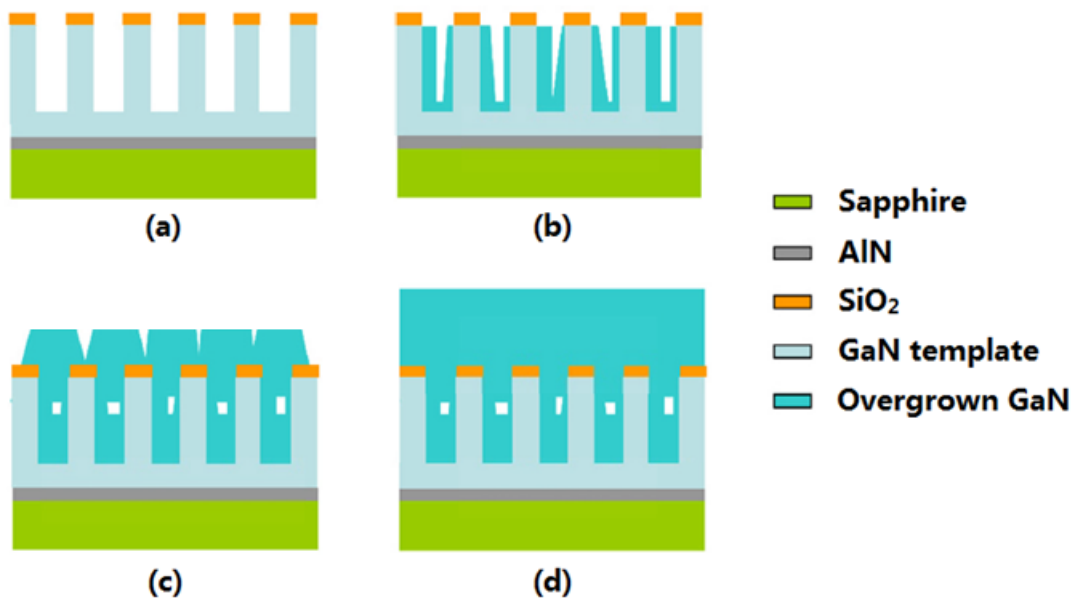 (a)
(b)
Sapphire
AlN
SiO₂
GaN template
Overgrown GaN
(c)
(d)